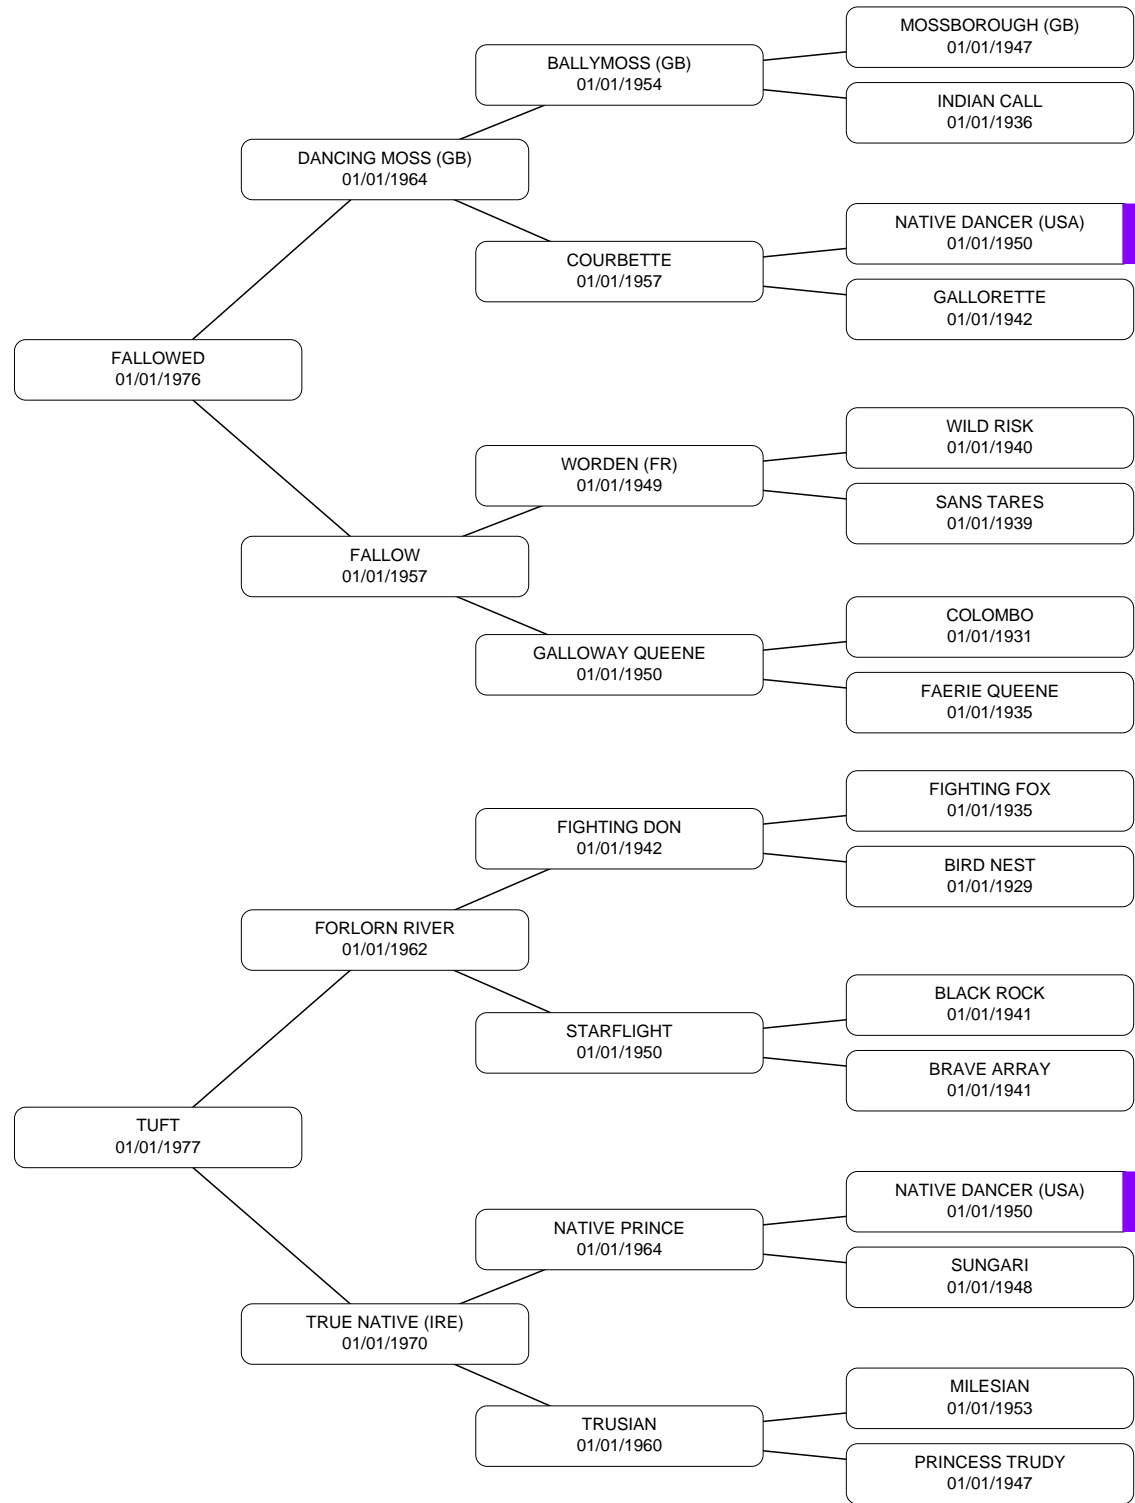 MOSSBOROUGH (GB)
01/01/1947
BALLYMOSS (GB)
01/01/1954
INDIAN CALL
01/01/1936
DANCING MOSS (GB)
01/01/1964
NATIVE DANCER (USA)
01/01/1950
COURBETTE
01/01/1957
GALLORETTE
01/01/1942
FALLOWED
01/01/1976
WILD RISK
01/01/1940
WORDEN (FR)
01/01/1949
SANS TARES
01/01/1939
FALLOW
01/01/1957
COLOMBO
01/01/1931
GALLOWAY QUEENE
01/01/1950
FAERIE QUEENE
01/01/1935
FIGHTING FOX
01/01/1935
FIGHTING DON
01/01/1942
BIRD NEST
01/01/1929
FORLORN RIVER
01/01/1962
BLACK ROCK
01/01/1941
STARFLIGHT
01/01/1950
BRAVE ARRAY
01/01/1941
TUFT
01/01/1977
NATIVE DANCER (USA)
01/01/1950
NATIVE PRINCE
01/01/1964
SUNGARI
01/01/1948
TRUE NATIVE (IRE)
01/01/1970
MILESIAN
01/01/1953
TRUSIAN
01/01/1960
PRINCESS TRUDY
01/01/1947